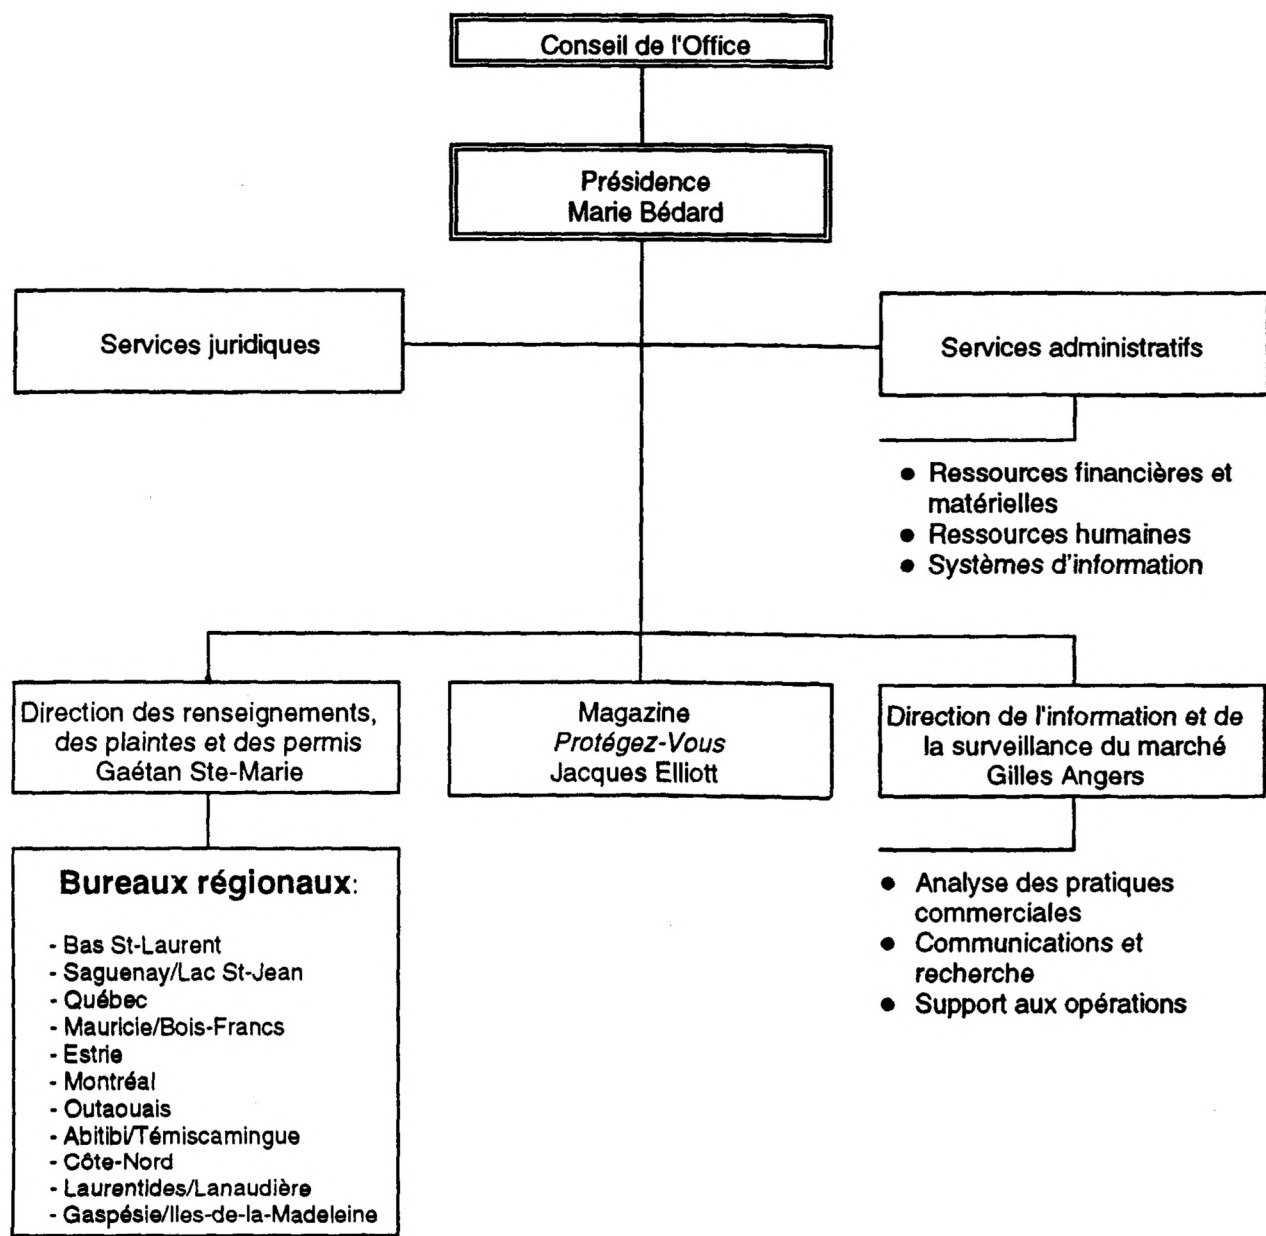 Conseil de l'Office
Présidence
Marie Bédard
Services juridiques
Services administratifs
● Ressources financières et
matérielles
● Ressources humaines
● Systèmes d'information
Direction des renseignements,
des plaintes et des permis
Gaétan Ste-Marie
Magazine
Protégez-Vous
Jacques Elliott
Direction de l'information et de
la surveillance du marché
Gilles Angers
Bureaux régionaux:
- Bas St-Laurent
- Saguenay/Lac St-Jean
- Québec
- Mauricie/Bois-Francs
- Estrie
- Montréal
- Outaouais
- Abitibi/Témiscamingue
- Côte-Nord
- Laurentides/Lanaudière
- Gaspésie/Iles-de-la-Madeleine
● Analyse des pratiques
commerciales
● Communications et
recherche
● Support aux opérations